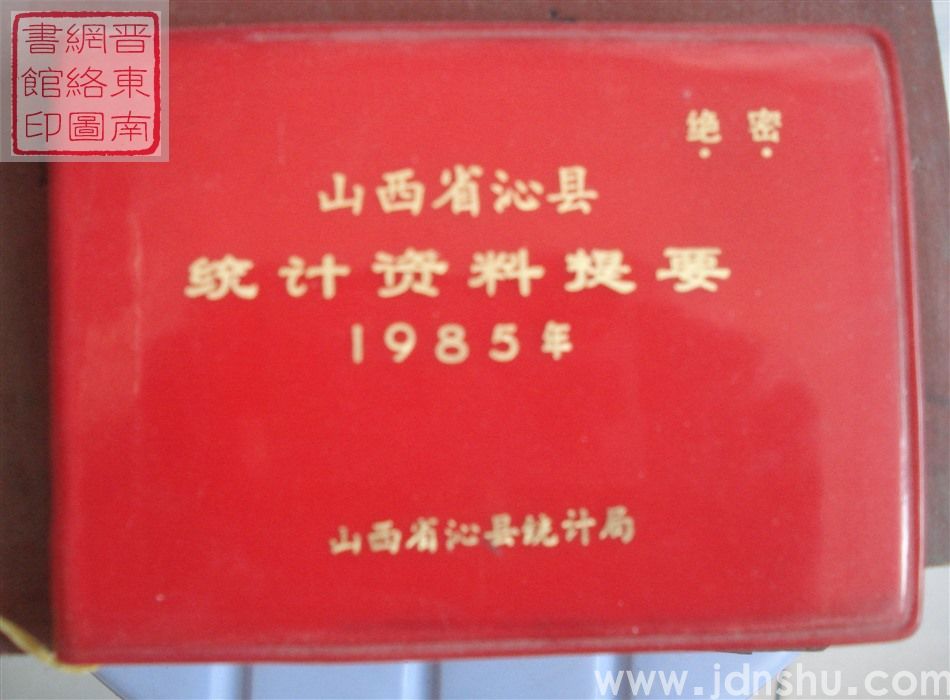 晋東南
網絡圖
書館印
绝密
山西省沁县
统计资料提要
1985年
山西省沁县统计局
www.jdnshu.com